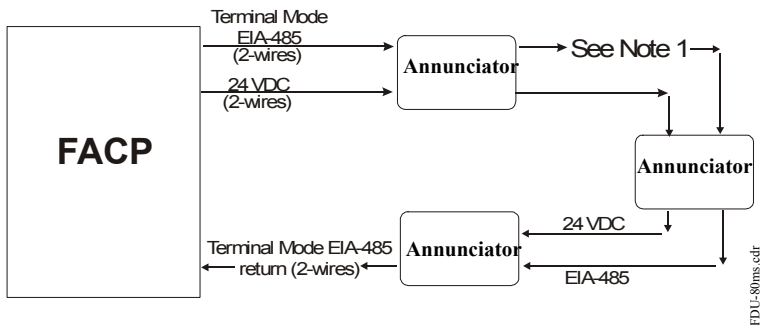 Terminal Mode
EIA-485
(2-wires)
24 VDC
(2-wires)
FACP
Annunciator
See Note 1
Annunciator
24 VDC
Annunciator
EIA-485
Terminal Mode EIA-485
return (2-wires)
FDU-80ms.cdr